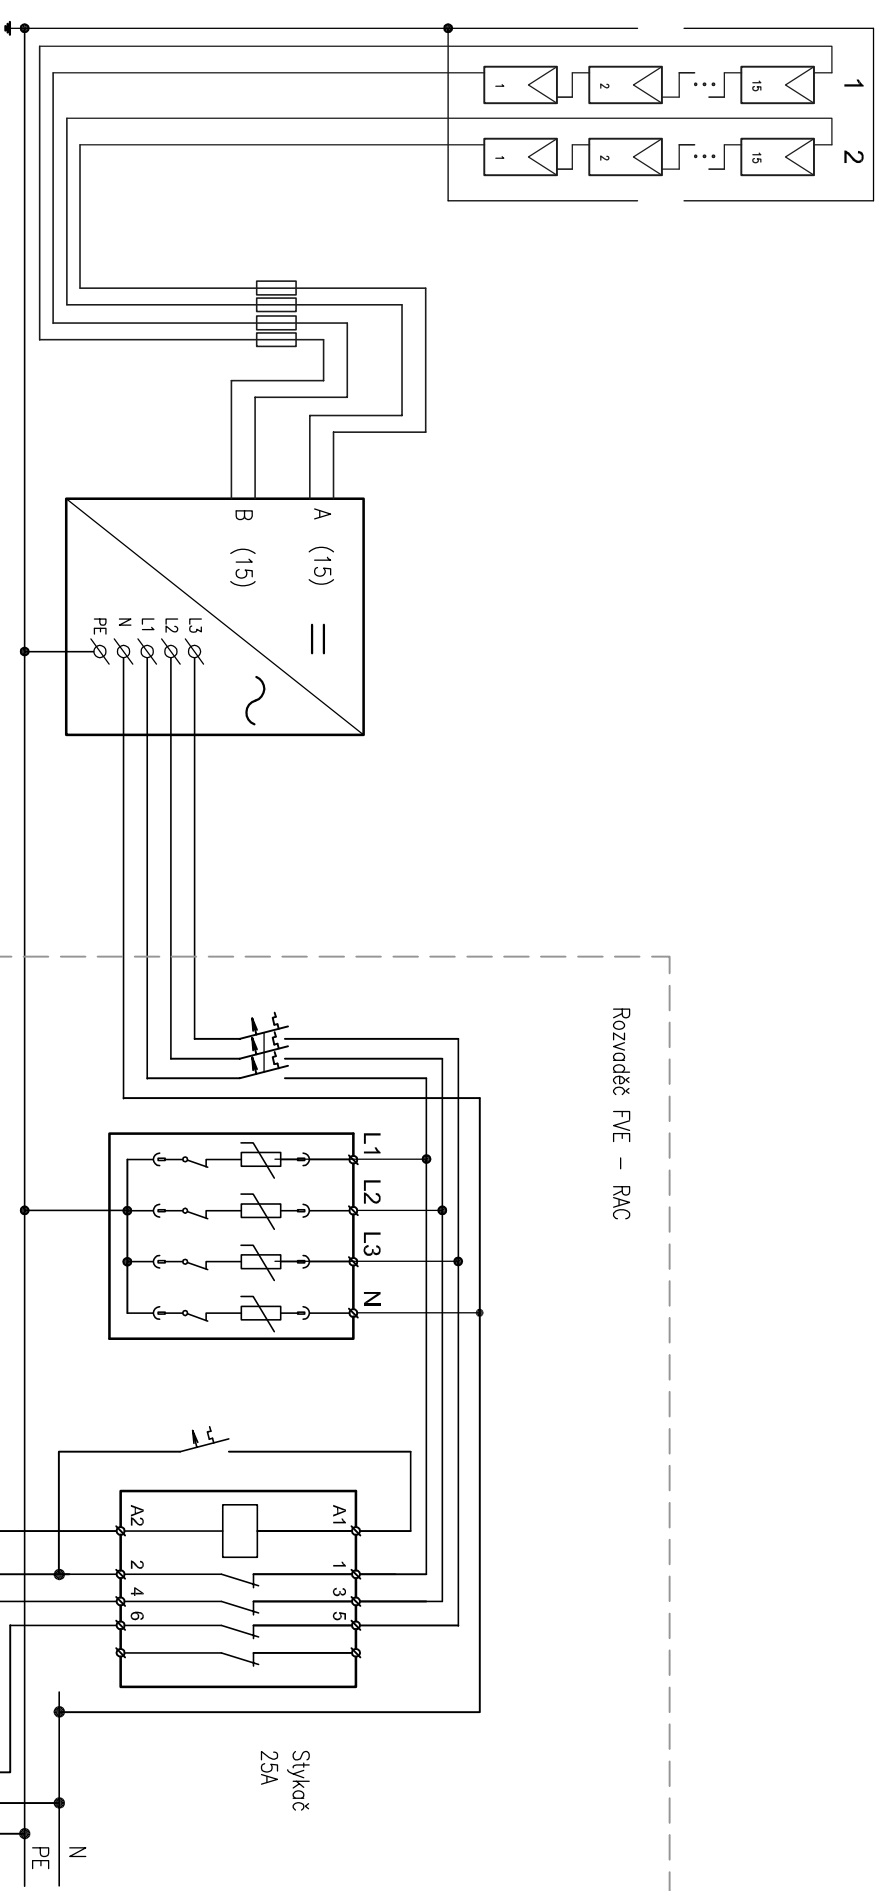 1
1
2
15
2
1
2
15
A (15)
B (15)
L3
L2
L1
N
PE
Rozvaděč FVE – RAC
L1
L2
L3
N
A1
1
3
5
A2
2
4
6
Stykač
25A
N
PE